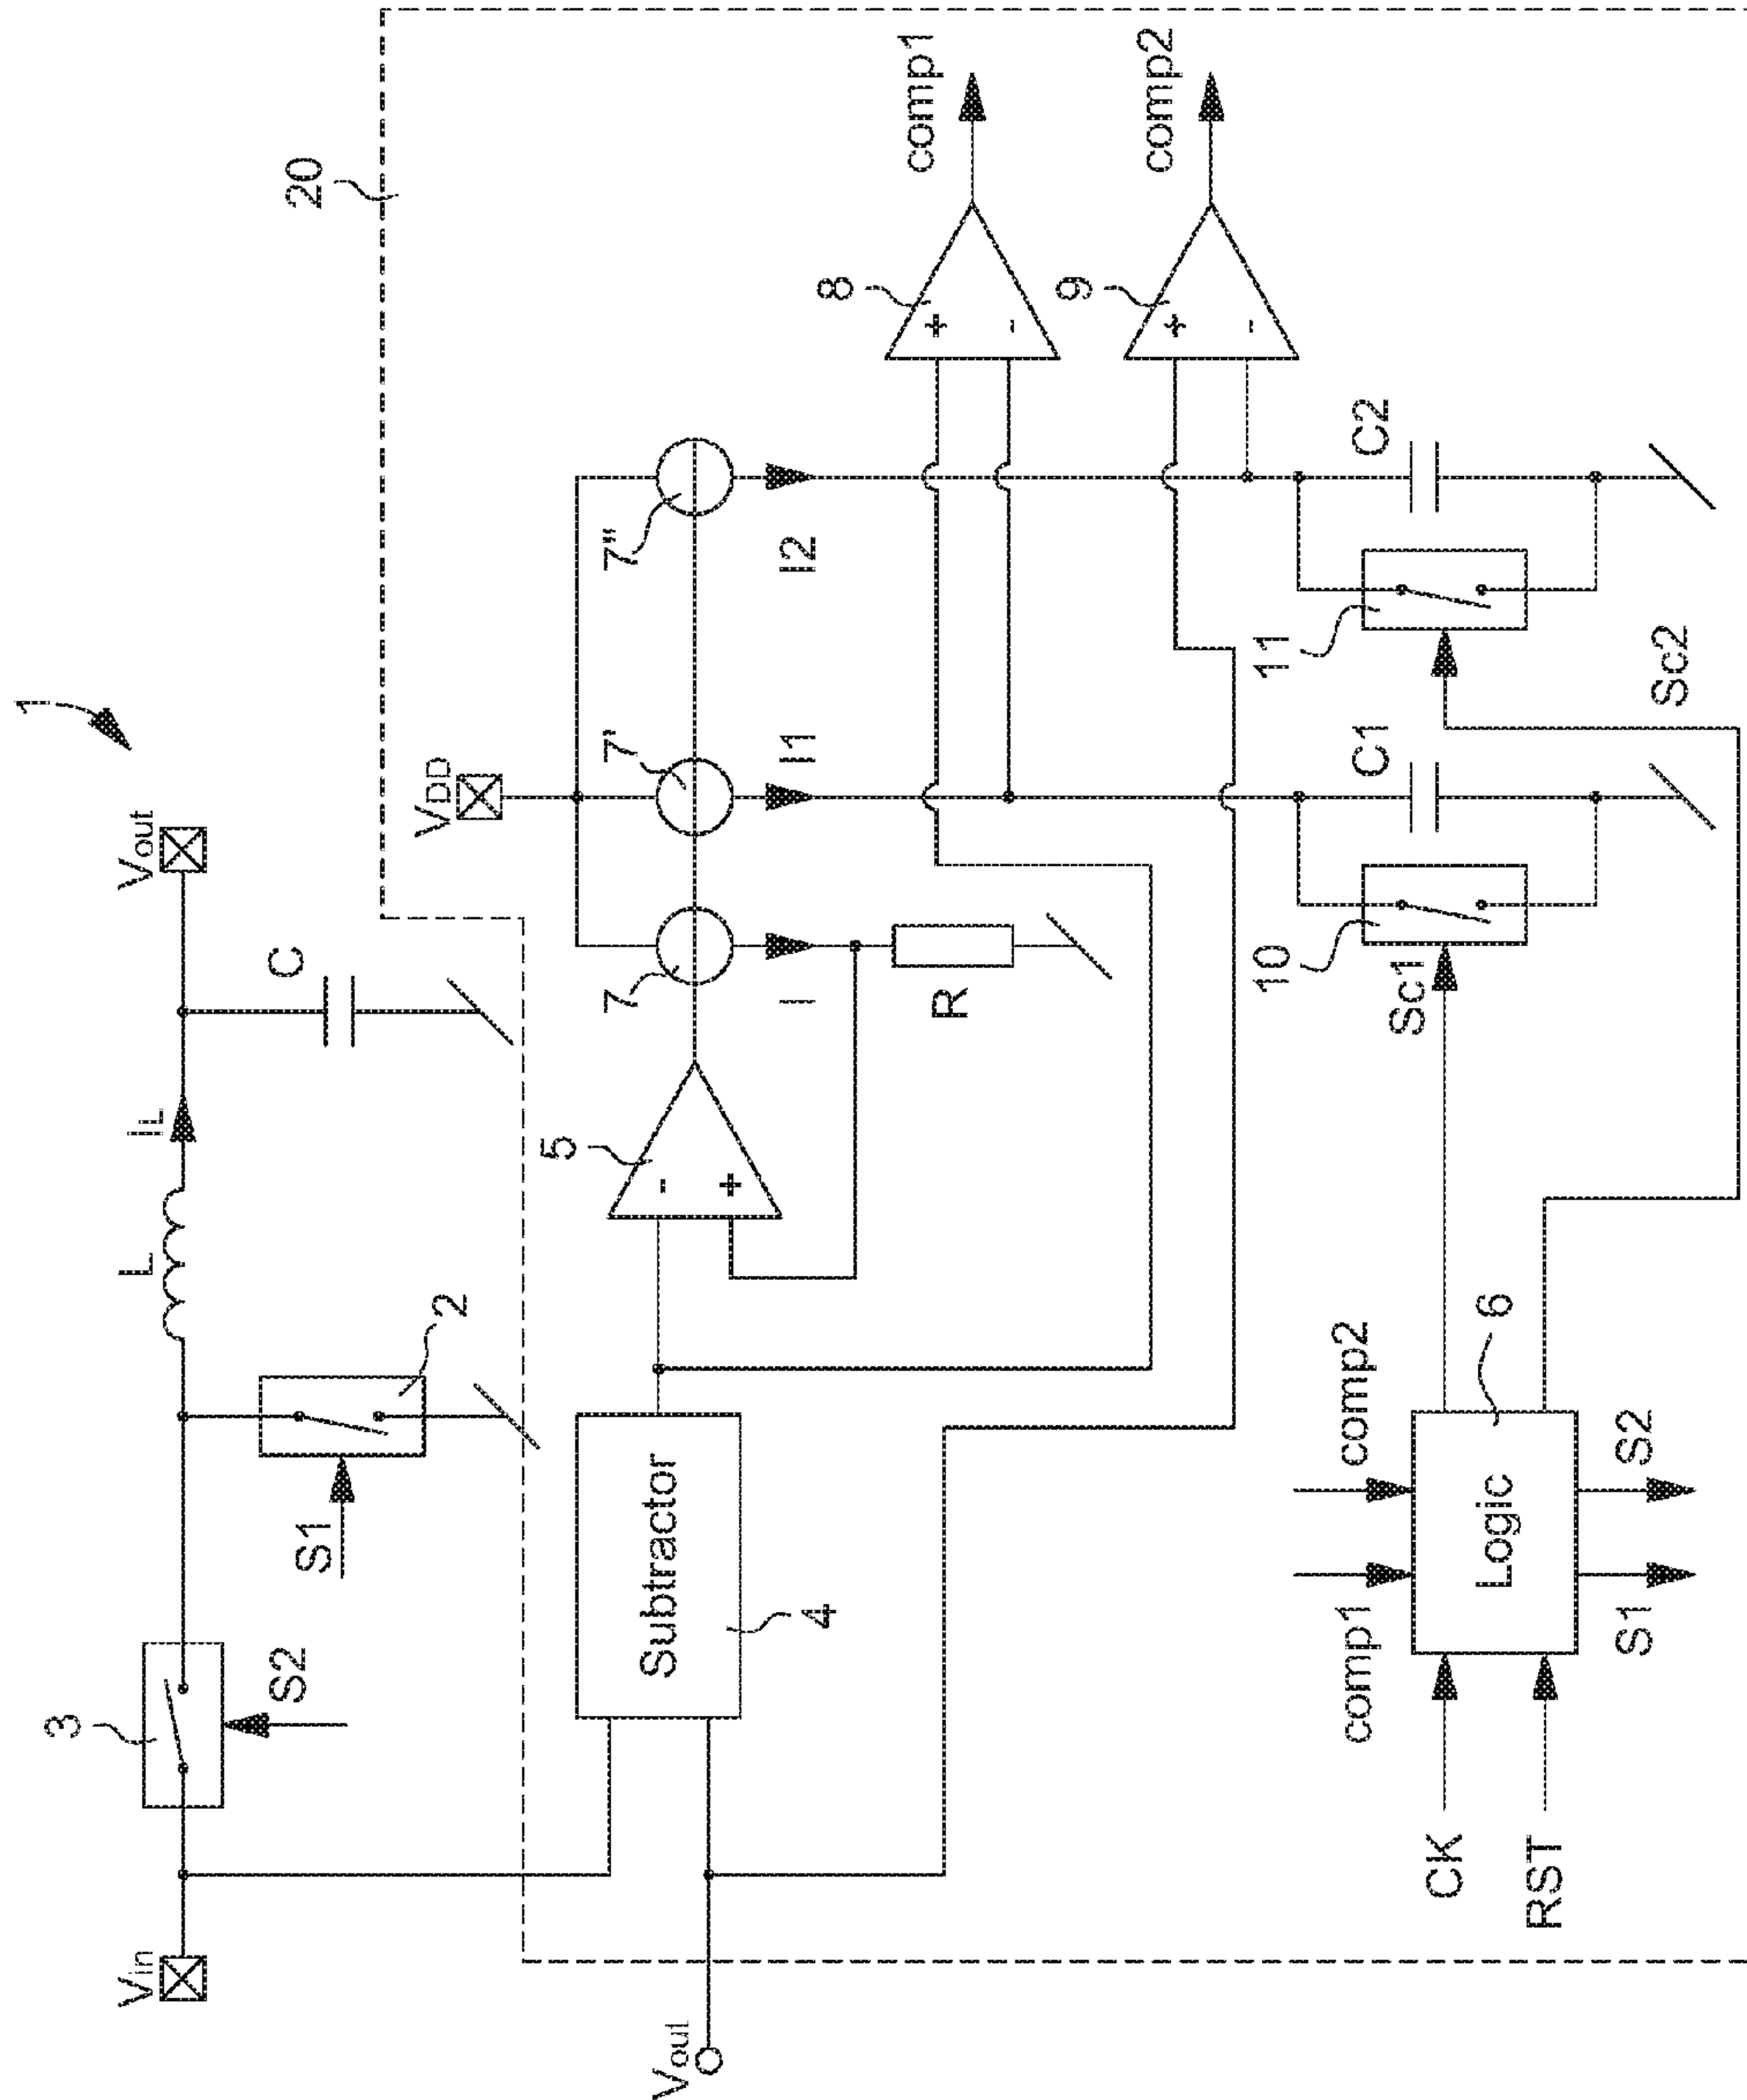 1
Vin
3
S2
L
IL
Vout
S1
2
C
20
VDD
Vout
Subtractor
4
5
-
+
7
7'
7"
I
I1
I2
R
8
+
-
comp1
9
+
-
comp2
comp1
comp2
CK
RST
Logic
6
S1
S2
Sc1
10
C1
Sc2
11
C2